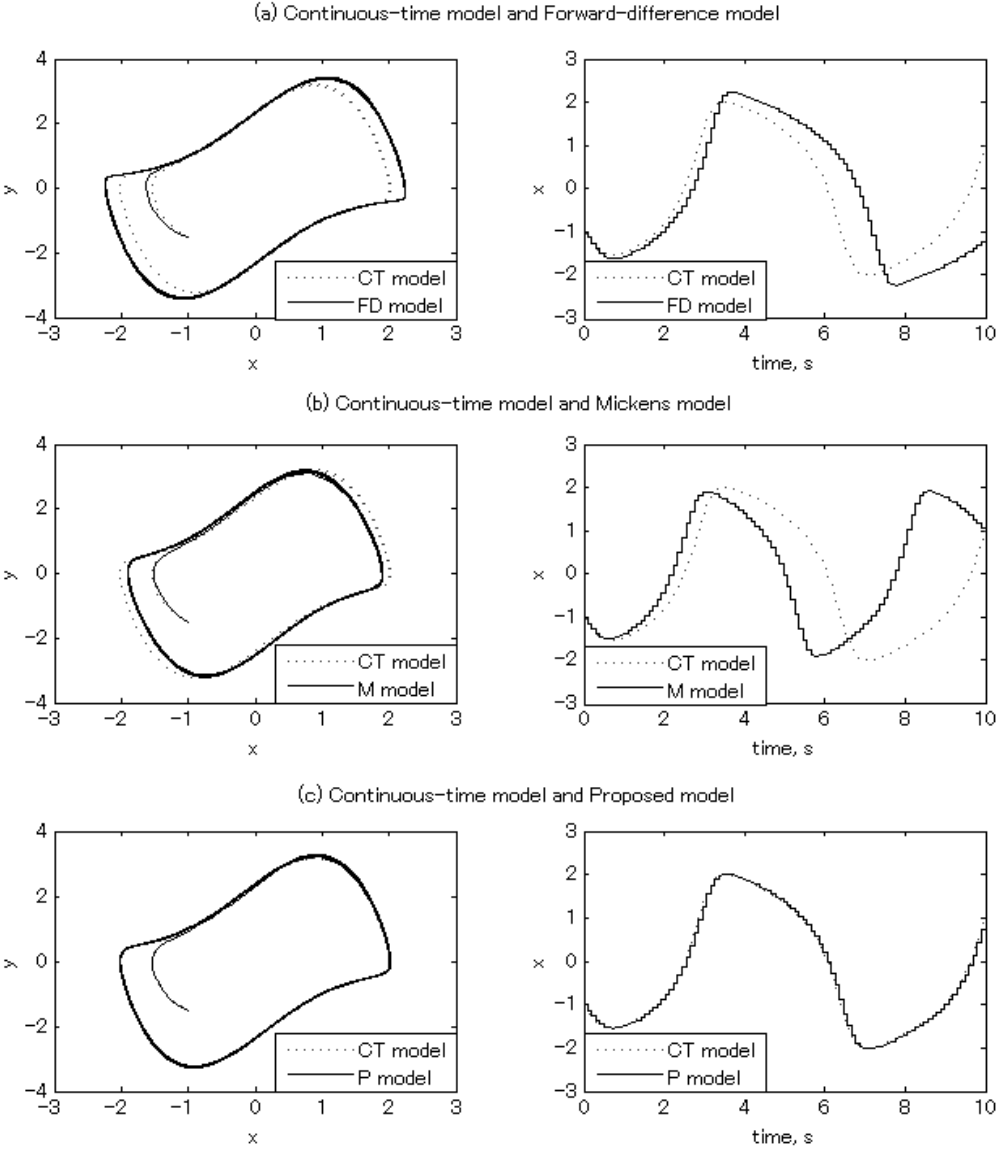 (a) Continuous-time model and Forward-difference model
4
2
0
−2
−4
−3
−2
−1
0
1
2
3
y
x
CT model
FD model
3
2
1
0
−1
−2
−3
0
2
4
6
8
10
x
time, s
CT model
FD model
(b) Continuous-time model and Mickens model
4
2
0
−2
−4
−3
−2
−1
0
1
2
3
y
x
CT model
M model
3
2
1
0
−1
−2
−3
0
2
4
6
8
10
x
time, s
CT model
M model
(c) Continuous-time model and Proposed model
4
2
0
−2
−4
−3
−2
−1
0
1
2
3
y
x
CT model
P model
3
2
1
0
−1
−2
−3
0
2
4
6
8
10
x
time, s
CT model
P model